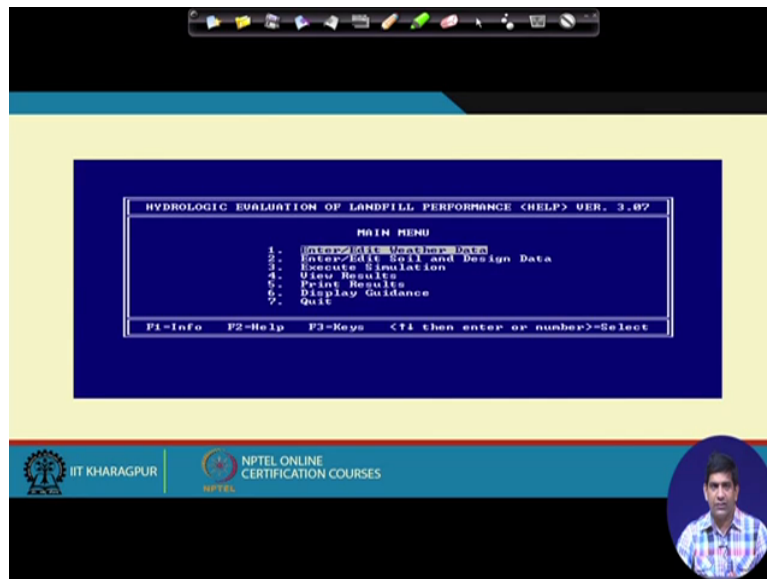 HYDROLOGIC EVALUATION OF LANDFILL PERFORMANCE <HELP> VER. 3.07
MAIN MENU
1. Enter/Edit Weather Data
2. Enter/Edit Soil and Design Data
3. Execute Simulation
4. View Results
5. Print Results
6. Display Guidance
7. Quit
F1=Info F2=Help F3=Keys <↑↓ then enter or number>=Select
IIT KHARAGPUR
NPTEL ONLINE
CERTIFICATION COURSES
NPTEL